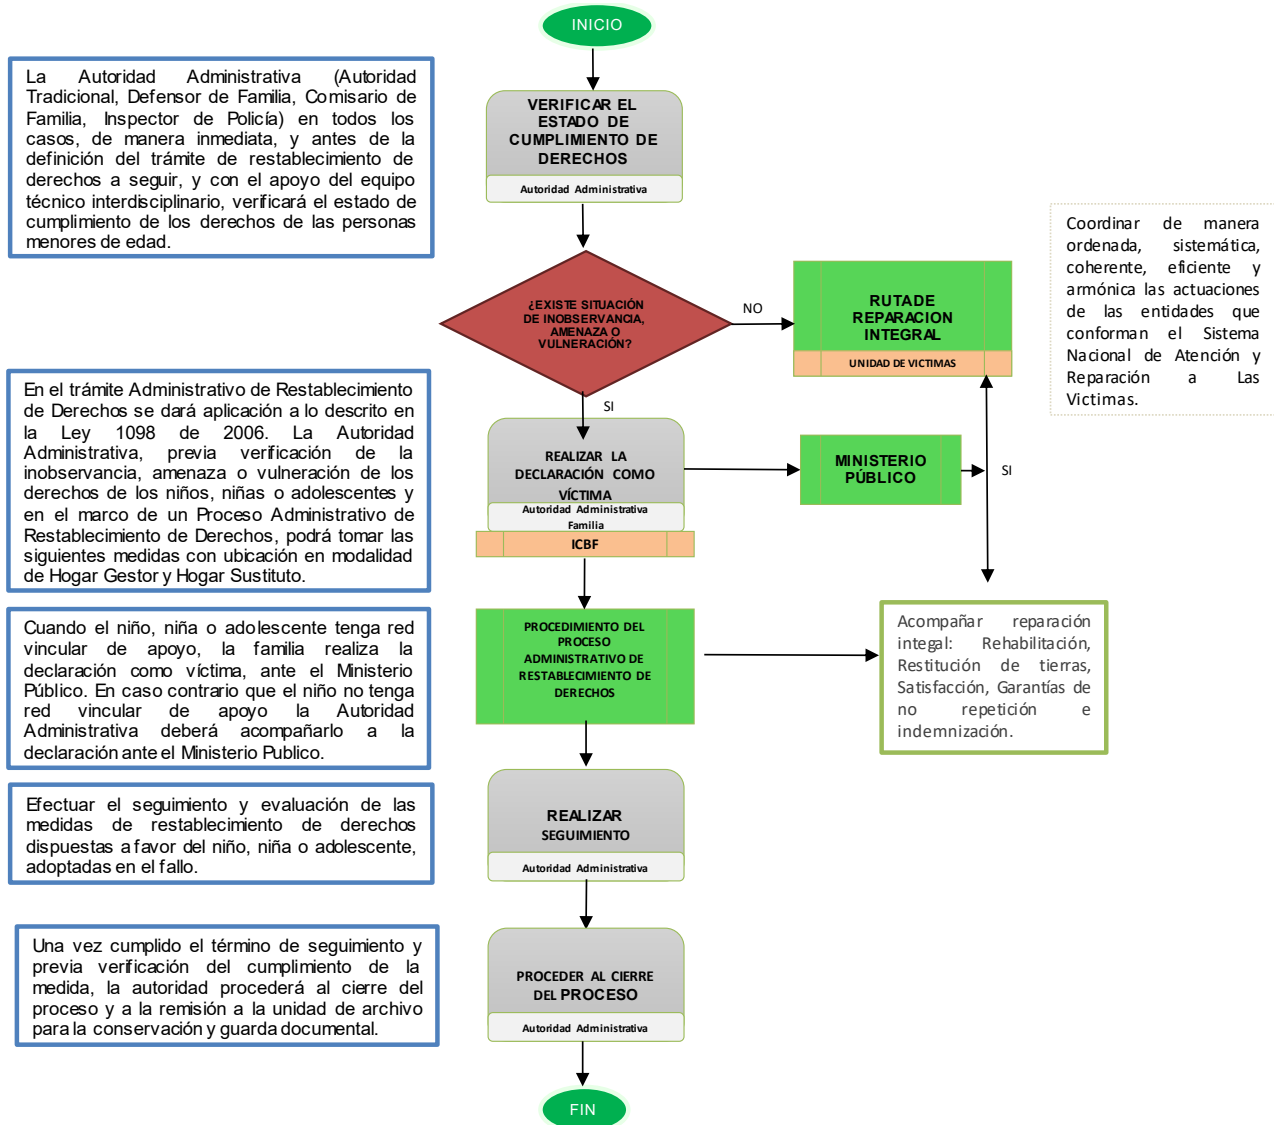 INICIO
La Autoridad Administrativa (Autoridad
Tradicional, Defensor de Familia, Comisario de
Familia, Inspector de Policía) en todos los
casos, de manera inmediata, y antes de la
definición del trámite de restablecimiento de
derechos a seguir, y con el apoyo del equipo
técnico interdisciplinario, verificará el estado de
cumplimiento de los derechos de las personas
menores de edad.
VERIFICAR EL
ESTADO DE
CUMPLIMIENTO DE
DERECHOS
Autoridad Administrativa
¿EXISTE SITUACIÓN
DE INOBSERVANCIA,
AMENAZA O
VULNERACIÓN?
NO
RUTADE
REPARACION
INTEGRAL
UNIDAD DE VICTIMAS
Coordinar de manera
ordenada, sistemática,
coherente, eficiente y
armónica las actuaciones
de las entidades que
conforman el Sistema
Nacional de Atención y
Reparación a Las
Victimas.
SI
En el trámite Administrativo de Restablecimiento
de Derechos se dará aplicación a lo descrito en
la Ley 1098 de 2006. La Autoridad
Administrativa, previa verificación de la
inobservancia, amenaza o vulneración de los
derechos de los niños, niñas o adolescentes y
en el marco de un Proceso Administrativo de
Restablecimiento de Derechos, podrá tomar las
siguientes medidas con ubicación en modalidad
de Hogar Gestor y Hogar Sustituto.
REALIZAR LA
DECLARACIÓN COMO
VÍCTIMA
Autoridad Administrativa
Familia
ICBF
MINISTERIO
PÚBLICO
SI
Cuando el niño, niña o adolescente tenga red
vincular de apoyo, la familia realiza la
declaración como víctima, ante el Ministerio
Público. En caso contrario que el niño no tenga
red vincular de apoyo la Autoridad
Administrativa deberá acompañarlo a la
declaración ante el Ministerio Publico.
PROCEDIMIENTO DEL
PROCESO
ADMINISTRATIVO DE
RESTABLECIMIENTO DE
DERECHOS
Acompañar reparación
integal: Rehabilitación,
Restitución de tierras,
Satisfacción, Garantías de
no repetición e
indemnización.
Efectuar el seguimiento y evaluación de las
medidas de restablecimiento de derechos
dispuestas a favor del niño, niña o adolescente,
adoptadas en el fallo.
REALIZAR
SEGUIMIENTO
Autoridad Administrativa
Una vez cumplido el término de seguimiento y
previa verificación del cumplimiento de la
medida, la autoridad procederá al cierre del
proceso y a la remisión a la unidad de archivo
para la conservación y guarda documental.
PROCEDER AL CIERRE
DEL PROCESO
Autoridad Administrativa
FIN